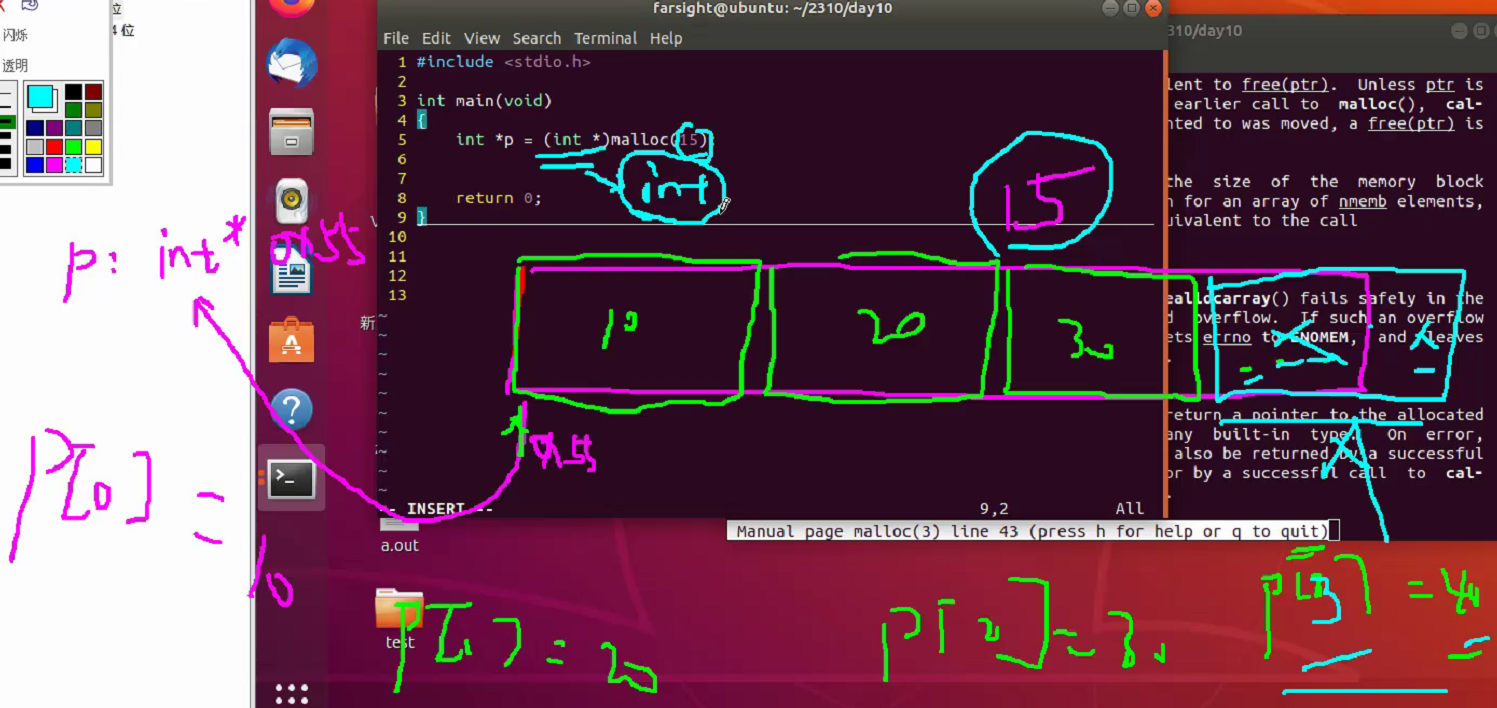 位
4位
闪烁
透明
farsight@ubuntu: ~/2310/day10
File Edit View Search Terminal Help
1 #include <stdio.h>
2
3 int main(void)
4 {
5 int *p = (int *)malloc(15);
6
7
8 return 0;
9 }
10
11
12
13
~
~
~
~
~
~
~
~
~
-- INSERT --
9,2
All
310/day10
lent to free(ptr). Unless ptr is
earlier call to malloc(), cal-
nted to was moved, a free(ptr) is
the size of the memory block
for an array of nmemb elements,
uivalent to the call
eallocarray() fails safely in the
overflow. If such an overflow
ets errno to ENOMEM, and leaves
return a pointer to the allocated
any built-in type. On error,
also be returned by a successful
or by a successful call to cal-
Manual page malloc(3) line 43 (press h for help or q to quit)
int
15
p: int*
10
20
30
新
a.out
test
p[0] = 10
p[1] = 20
p[2] = 30
p[3] =